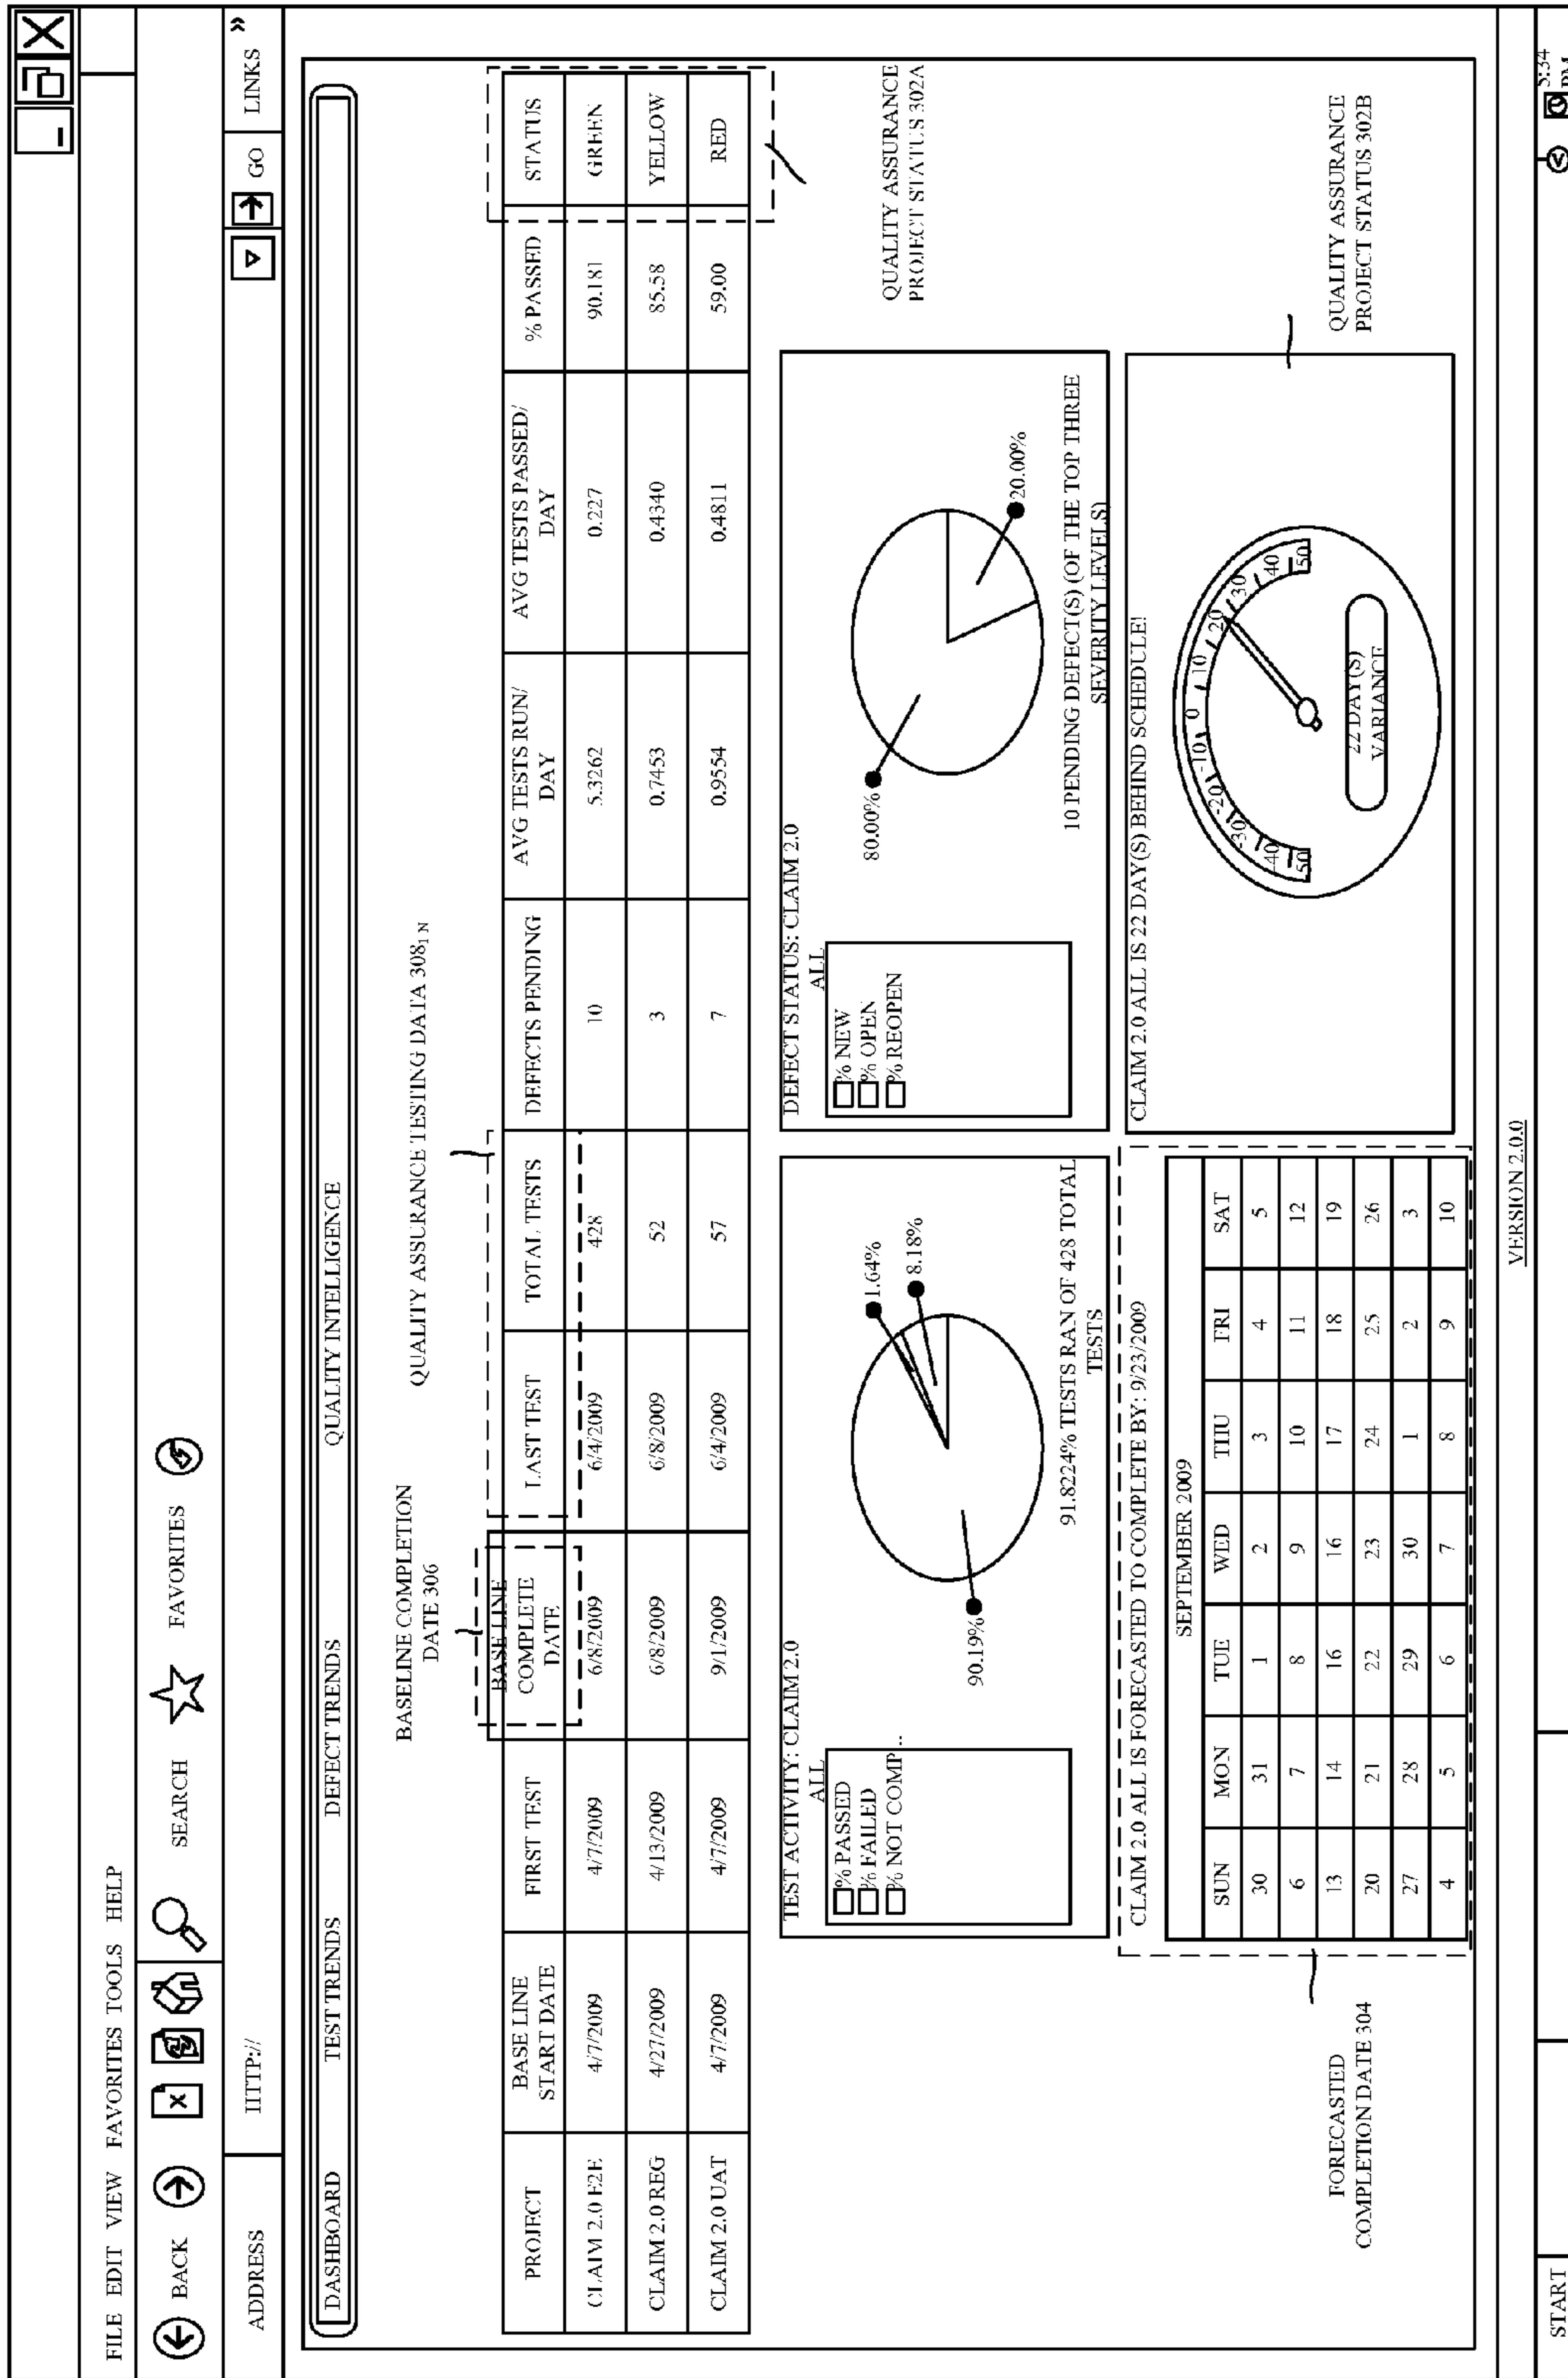 FILE EDIT VIEW FAVORITES TOOLS HELP
BACK SEARCH FAVORITES
ADDRESS HTTP:// GO LINKS »
DASHBOARD TEST TRENDS DEFECT TRENDS QUALITY INTELLIGENCE
BASELINE COMPLETION
DATE 306
QUALITY ASSURANCE TESTING DATA 308₁ N
PROJECT BASE LINE START DATE FIRST TEST BASE LINE COMPLETE DATE LAST TEST TOTAL TESTS DEFECTS PENDING AVG TESTS RUN/ DAY AVG TESTS PASSED/ DAY % PASSED STATUS
CLAIM 2.0 E2E 4/7/2009 4/7/2009 6/8/2009 6/4/2009 428 10 5.3262 0.227 90.181 GREEN
CLAIM 2.0 REG 4/27/2009 4/13/2009 6/8/2009 6/8/2009 52 3 0.7453 0.4340 85.58 YELLOW
CLAIM 2.0 UAT 4/7/2009 4/7/2009 9/1/2009 6/4/2009 57 7 0.9554 0.4811 59.00 RED
QUALITY ASSURANCE
PROJECT STATUS 302A
TEST ACTIVITY: CLAIM 2.0
ALL
% PASSED
% FAILED
% NOT COMP...
90.19%
1.64%
8.18%
91.8224% TESTS RAN OF 428 TOTAL
TESTS
DEFECT STATUS: CLAIM 2.0
ALL
% NEW
% OPEN
% REOPEN
80.00%
20.00%
10 PENDING DEFECT(S) (OF THE TOP THREE
SEVERITY LEVELS)
FORECASTED
COMPLETION DATE 304
CLAIM 2.0 ALL IS FORECASTED TO COMPLETE BY: 9/23/2009
SEPTEMBER 2009
SUN MON TUE WED THU FRI SAT
30 31 1 2 3 4 5
6 7 8 9 10 11 12
13 14 16 16 17 18 19
20 21 22 23 24 25 26
27 28 29 30 1 2 3
4 5 6 7 8 9 10
CLAIM 2.0 ALL IS 22 DAY(S) BEHIND SCHEDULE!
-50 -40 -30 -20 -10 0 10 20 30 40 50
22 DAY(S)
VARIANCE
QUALITY ASSURANCE
PROJECT STATUS 302B
VERSION 2.0.0
START 5:34
PM